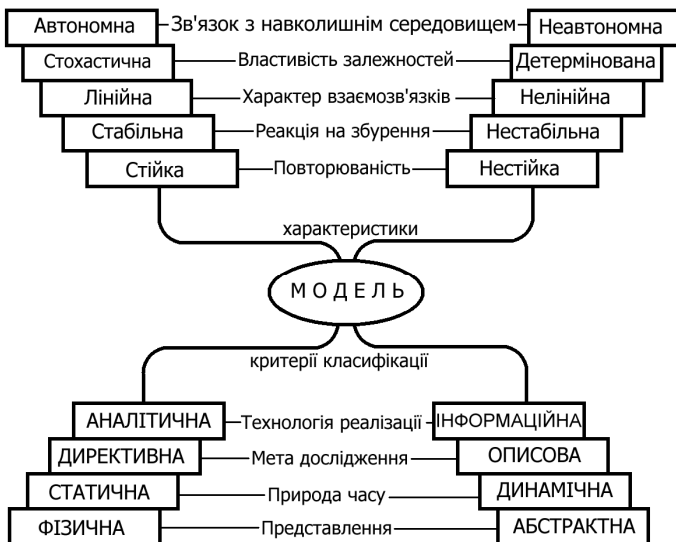 Автономна Зв'язок з навколишнім середовищем Неавтономна
Стохастична Властивість залежностей Детермінована
Лінійна Характер взаємозв'язків Нелінійна
Стабільна Реакція на збурення Нестабільна
Стійка Повторюваність Нестійка
характеристики
МОДЕЛЬ
критерії класифікації
АНАЛІТИЧНА Технологія реалізації ІНФОРМАЦІЙНА
ДИРЕКТИВНА Мета дослідження ОПИСОВА
СТАТИЧНА Природа часу ДИНАМІЧНА
ФІЗИЧНА Представлення АБСТРАКТНА